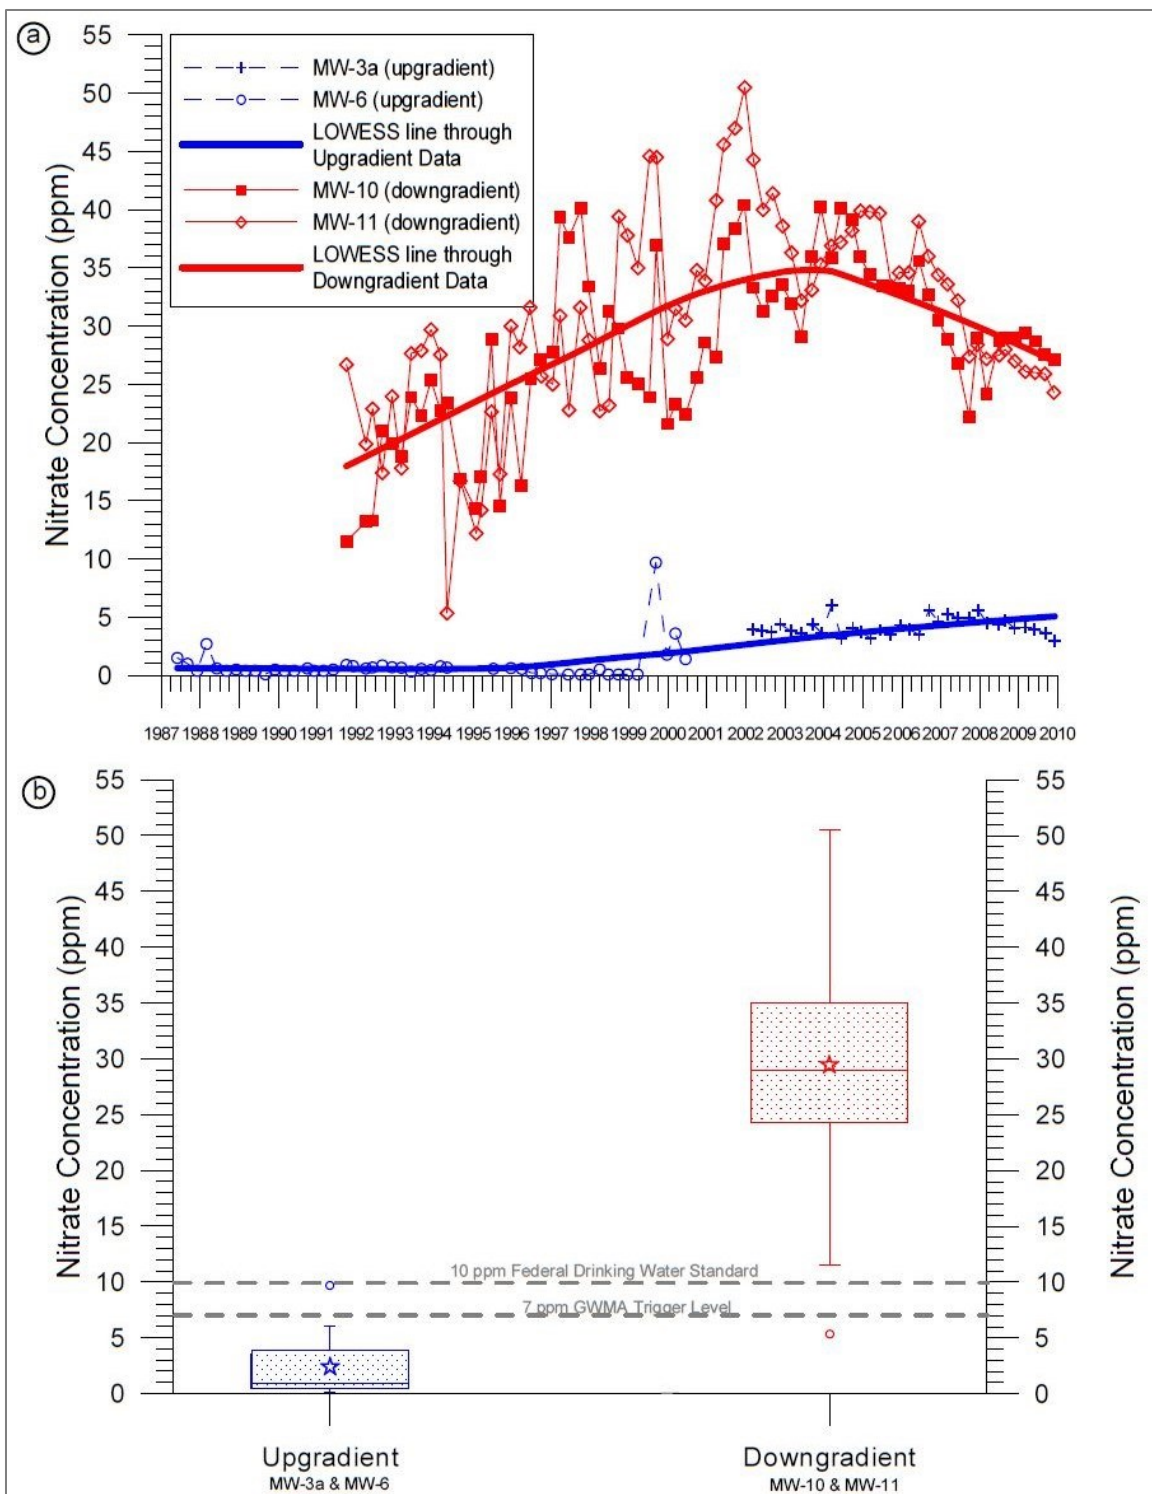 a
55
50
45
40
35
30
25
20
15
10
5
0
Nitrate Concentration (ppm)
MW-3a (upgradient)
MW-6 (upgradient)
LOWESS line through
Upgradient Data
MW-10 (downgradient)
MW-11 (downgradient)
LOWESS line through
Downgradient Data
1987 1988 1989 1990 1991 1992 1993 1994 1995 1996 1997 1998 1999 2000 2001 2002 2003 2004 2005 2006 2007 2008 2009 2010
b
55
50
45
40
35
30
25
20
15
10
5
0
Nitrate Concentration (ppm)
10 ppm Federal Drinking Water Standard
7 ppm GWMA Trigger Level
55
50
45
40
35
30
25
20
15
10
5
0
Nitrate Concentration (ppm)
Upgradient
MW-3a & MW-6
Downgradient
MW-10 & MW-11